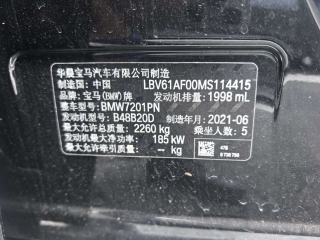 华晨宝马汽车有限公司制造
中国制造 LBV61AF00MS114415
品牌：宝马(BMW)牌 发动机排量：1998 mL
整车型号：BMW7201PN
发动机型号：B48B20D 制造年月：2021-06
最大允许总质量：2260 kg 乘坐人数：5
发动机最大净功率：185 kW
最大允许牵引质量：-- kg